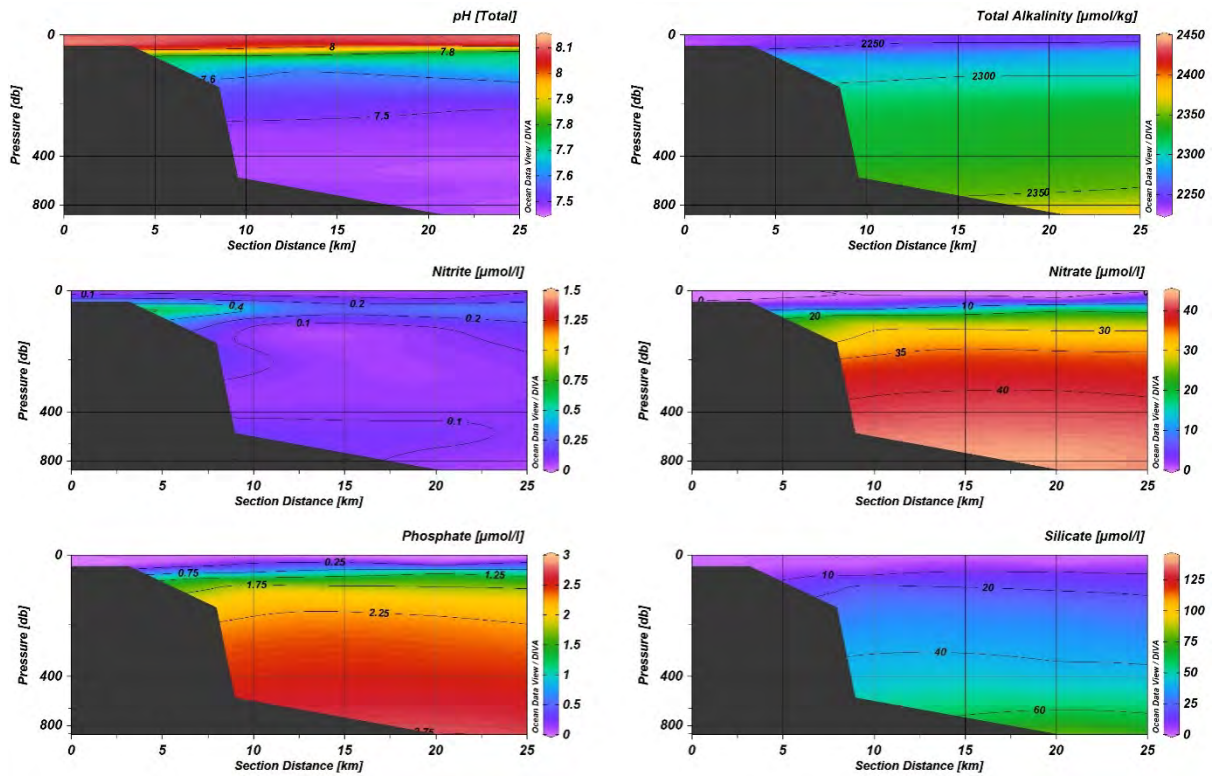 pH [Total]
0
400
800
Pressure [db]
8
7.8
7.6
7.5
8.1
8
7.9
7.8
7.7
7.6
7.5
Ocean Data View / DIVA
0 5 10 15 20 25
Section Distance [km]
Total Alkalinity [µmol/kg]
0
400
800
Pressure [db]
2250
2300
2350
2450
2400
2350
2300
2250
Ocean Data View / DIVA
0 5 10 15 20 25
Section Distance [km]
Nitrite [µmol/l]
0
400
800
Pressure [db]
0.1
0.2
0.4
0.2
0.1
0.1
1.5
1.25
1
0.75
0.5
0.25
0
Ocean Data View / DIVA
0 5 10 15 20 25
Section Distance [km]
Nitrate [µmol/l]
0
400
800
Pressure [db]
0
10
20
30
35
40
40
30
20
10
0
Ocean Data View / DIVA
0 5 10 15 20 25
Section Distance [km]
Phosphate [µmol/l]
0
400
800
Pressure [db]
0.25
0.75
1.25
1.75
2.25
2.75
3
2.5
2
1.5
1
0.5
0
Ocean Data View / DIVA
0 5 10 15 20 25
Section Distance [km]
Silicate [µmol/l]
0
400
800
Pressure [db]
10
20
40
60
125
100
75
50
25
0
Ocean Data View / DIVA
0 5 10 15 20 25
Section Distance [km]